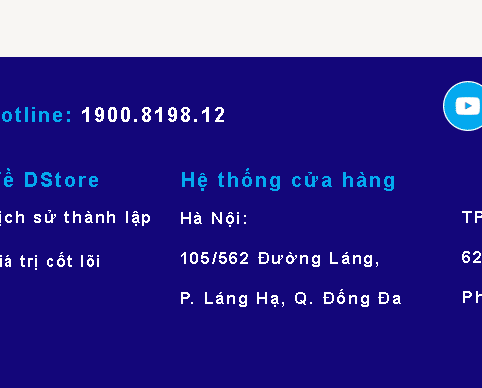 otline: 1900.8198.12
ề DStore
Hệ thống cửa hàng
ịch sử thành lập
Hà Nội:
TP
iá trị cốt lõi
105/562 Đường Láng,
62
P. Láng Hạ, Q. Đống Đa
Ph